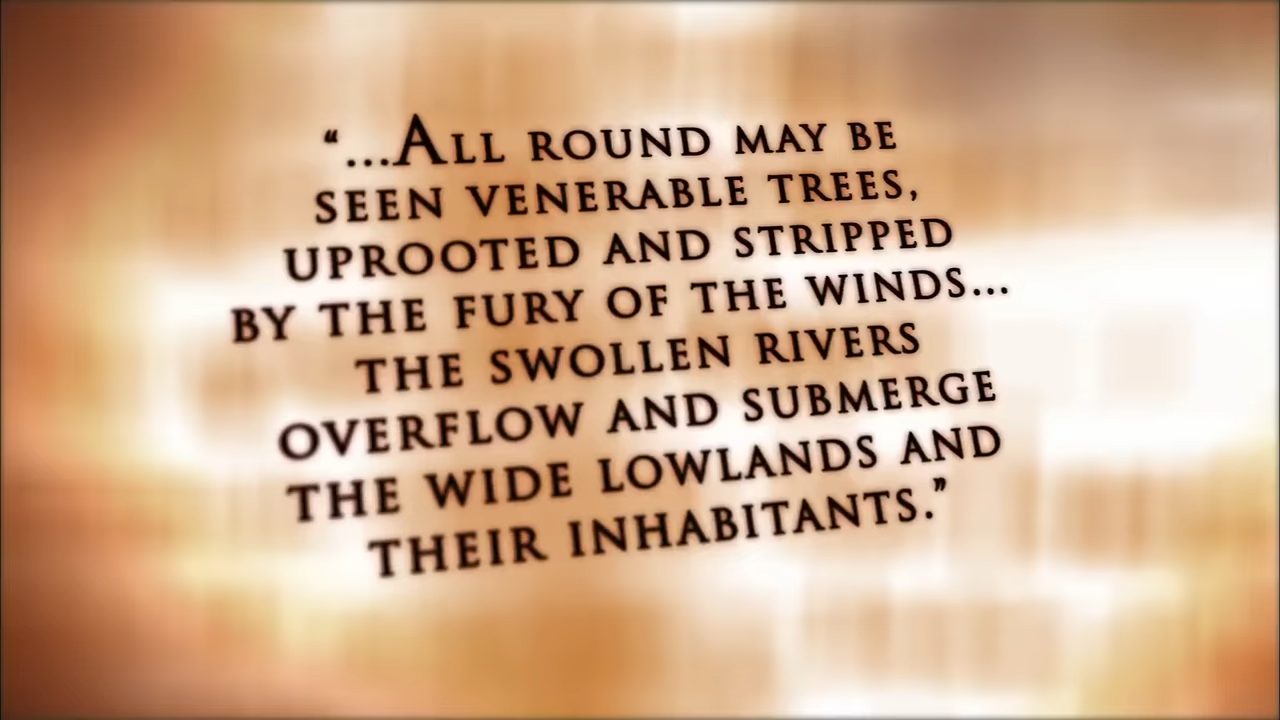 “...All round may be
seen venerable trees,
uprooted and stripped
by the fury of the winds...
the swollen rivers
overflow and submerge
the wide lowlands and
their inhabitants.”